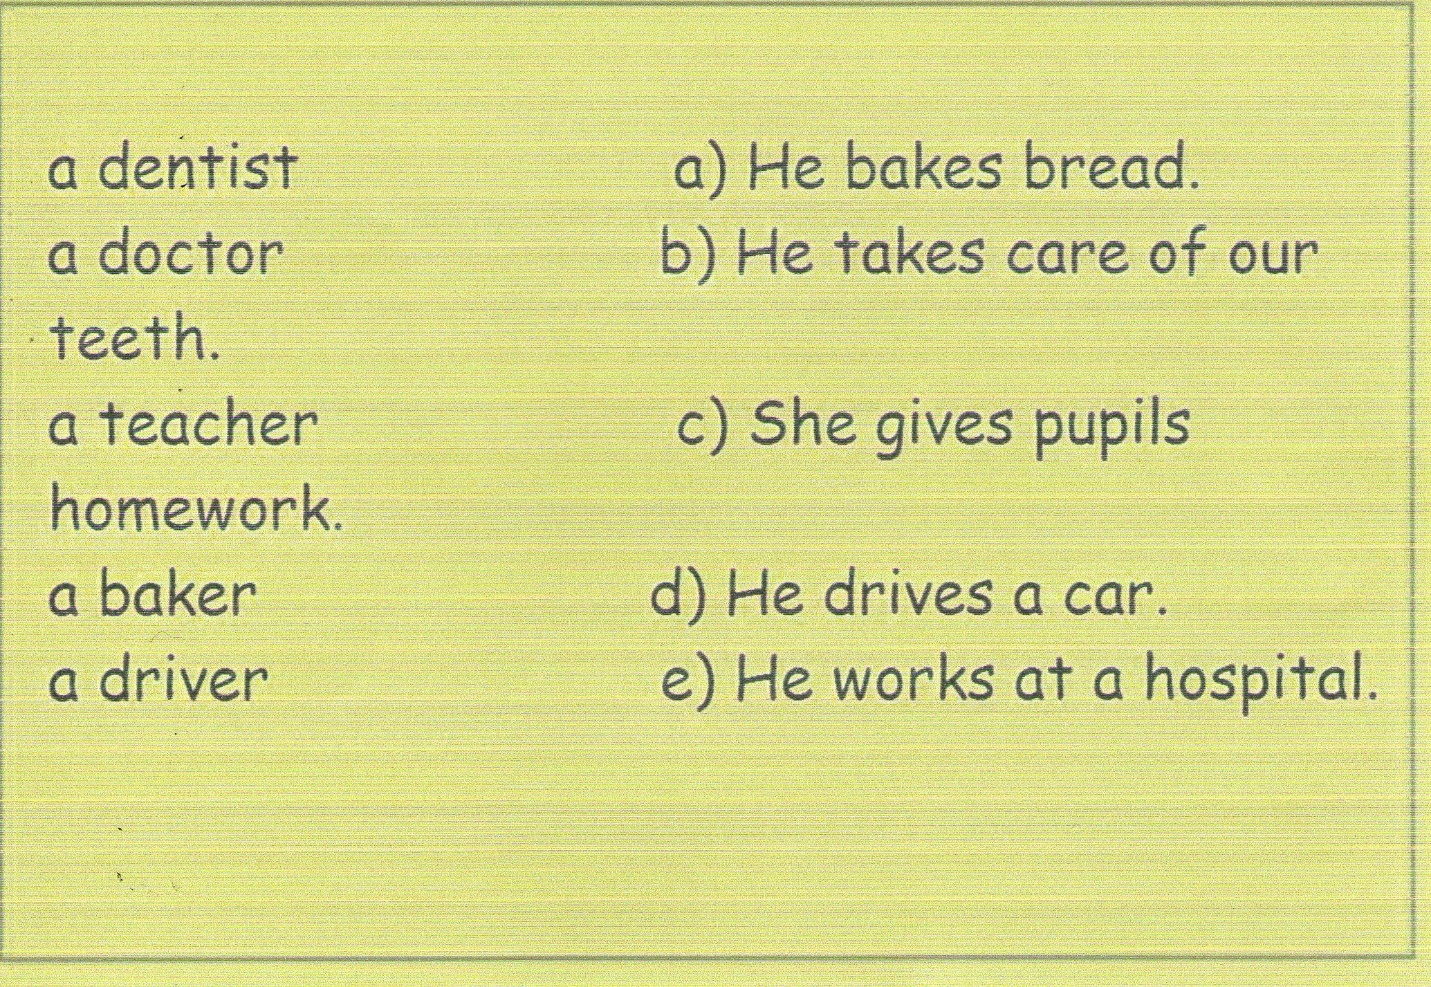 a dentist a) He bakes bread.
a doctor b) He takes care of our
teeth.
a teacher c) She gives pupils
homework.
a baker d) He drives a car.
a driver e) He works at a hospital.